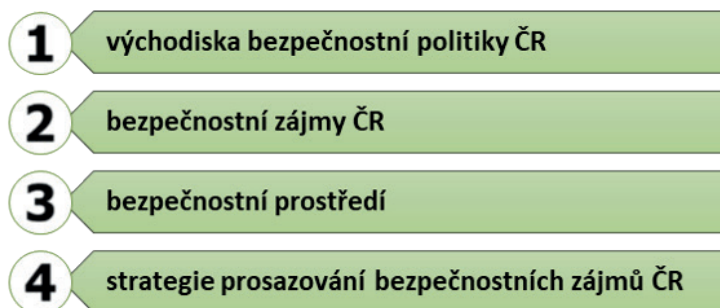 1 východiska bezpečnostní politiky ČR
2 bezpečnostní zájmy ČR
3 bezpečnostní prostředí
4 strategie prosazování bezpečnostních zájmů ČR